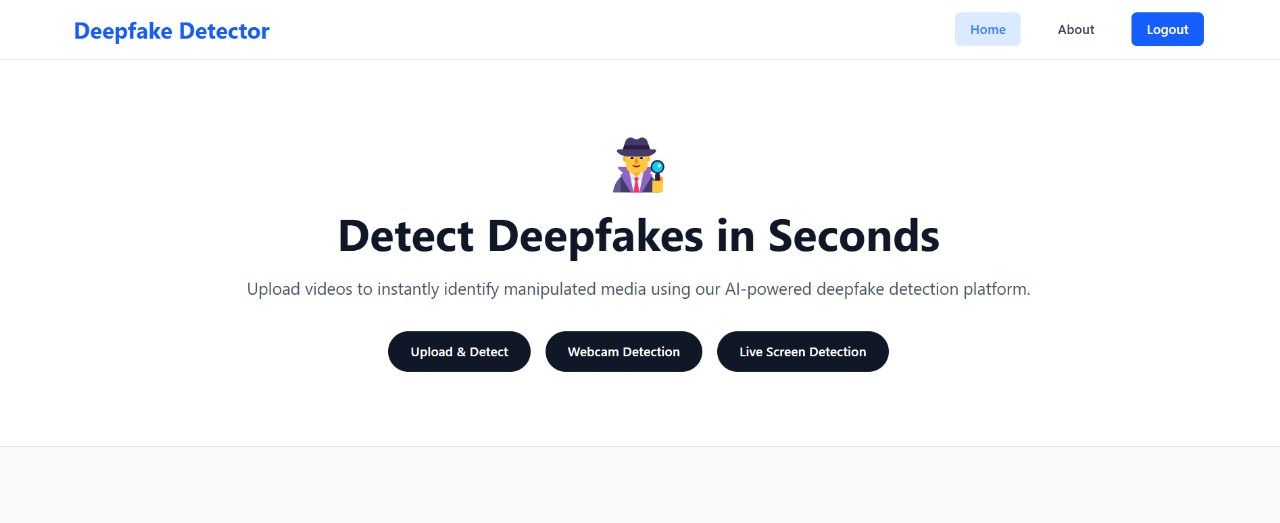 Deepfake Detector
Home
About
Logout
Detect Deepfakes in Seconds
Upload videos to instantly identify manipulated media using our AI-powered deepfake detection platform.
Upload & Detect
Webcam Detection
Live Screen Detection